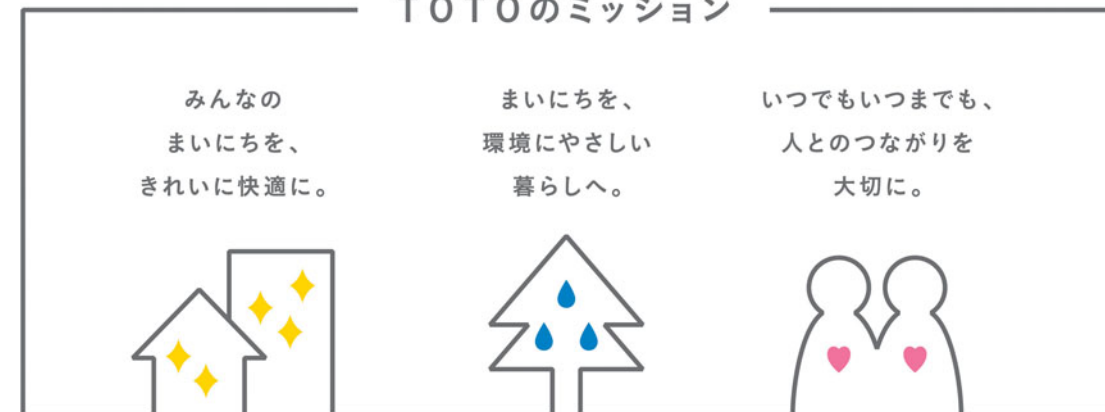 TOTOのミッション
みんなの
まいにちを、
きれいに快適に。
まいにちを、
環境にやさしい
暮らしへ。
いつでもいつまでも、
人とのつながりを
大切に。